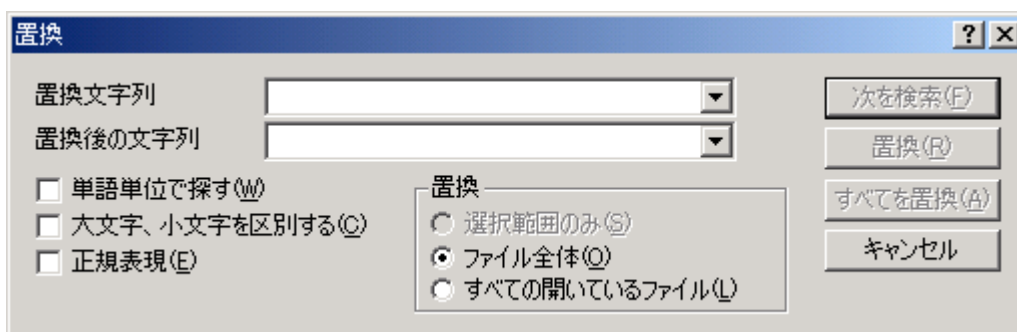 置換
置換文字列
置換後の文字列
単語単位で探す(W)
大文字、小文字を区別する(C)
正規表現(E)
置換
選択範囲のみ(S)
ファイル全体(O)
すべての開いているファイル(L)
次を検索(F)
置換(R)
すべてを置換(A)
キャンセル